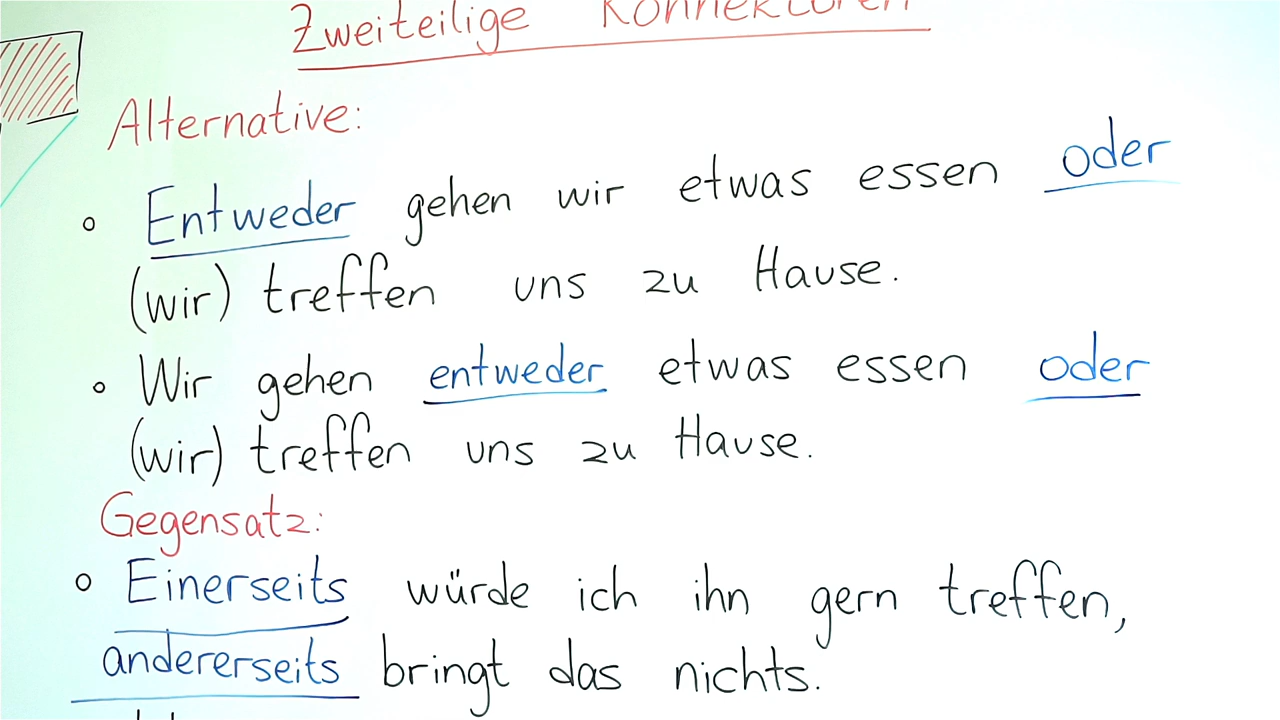 Zweiteilige Konnektoren
Alternative:
Entweder gehen wir etwas essen oder
(wir) treffen uns zu Hause.
Wir gehen entweder etwas essen oder
(wir) treffen uns zu Hause.
Gegensatz:
Einerseits würde ich ihn gern treffen,
andererseits bringt das nichts.